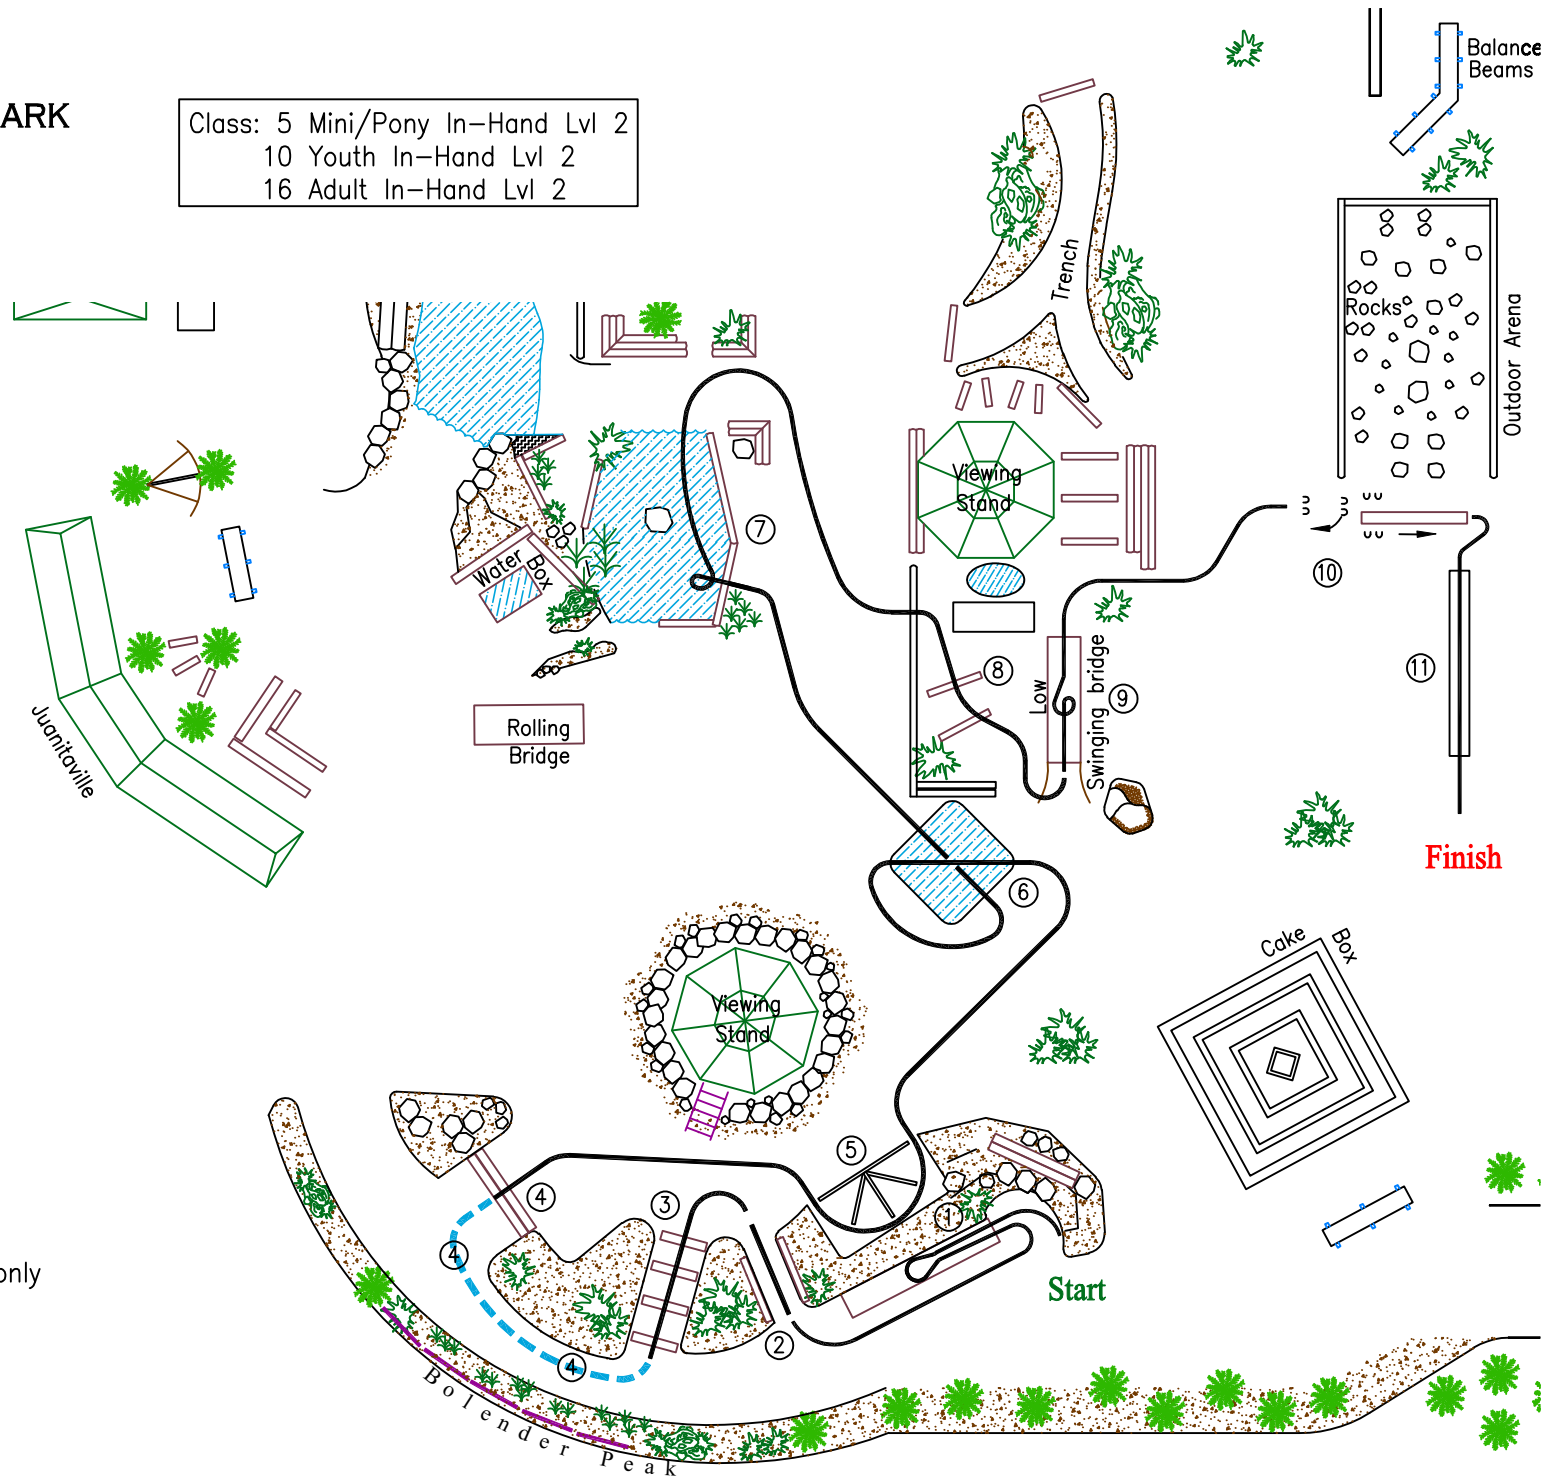 Balance
Beams
ARK
Class: 5 Mini/Pony In-Hand Lvl 2
10 Youth In-Hand Lvl 2
16 Adult In-Hand Lvl 2
Trench
Rocks
Outdoor Arena
Viewing
Stand
7
Water
Box
10
8
Low
Swinging bridge
9
11
Juanitaville
Rolling
Bridge
Finish
6
Cake
Box
Viewing
Stand
5
4
3
1
4
only
Start
2
4
Bolender Peak